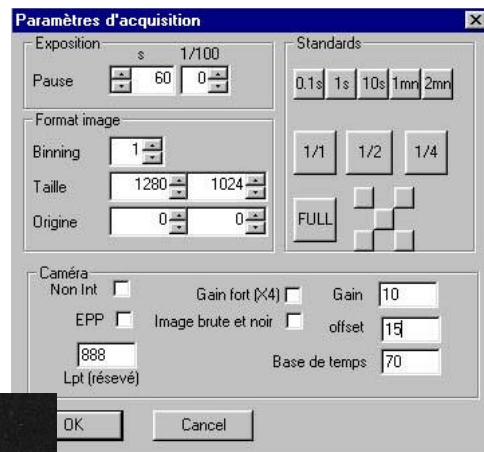 Paramètres d'acquisition
Exposition
s 1/100
Pause 60 0
Format image
Binning 1
Taille 1280 1024
Origine 0 0
Standards
0.1s 1s 10s 1mn 2mn
1/1 1/2 1/4
FULL
Caméra
Non Int
Gain fort (X4)
Gain 10
EPP
Image brute et noir
offset 15
888
Base de temps 70
Lpt (résevé)
OK Cancel